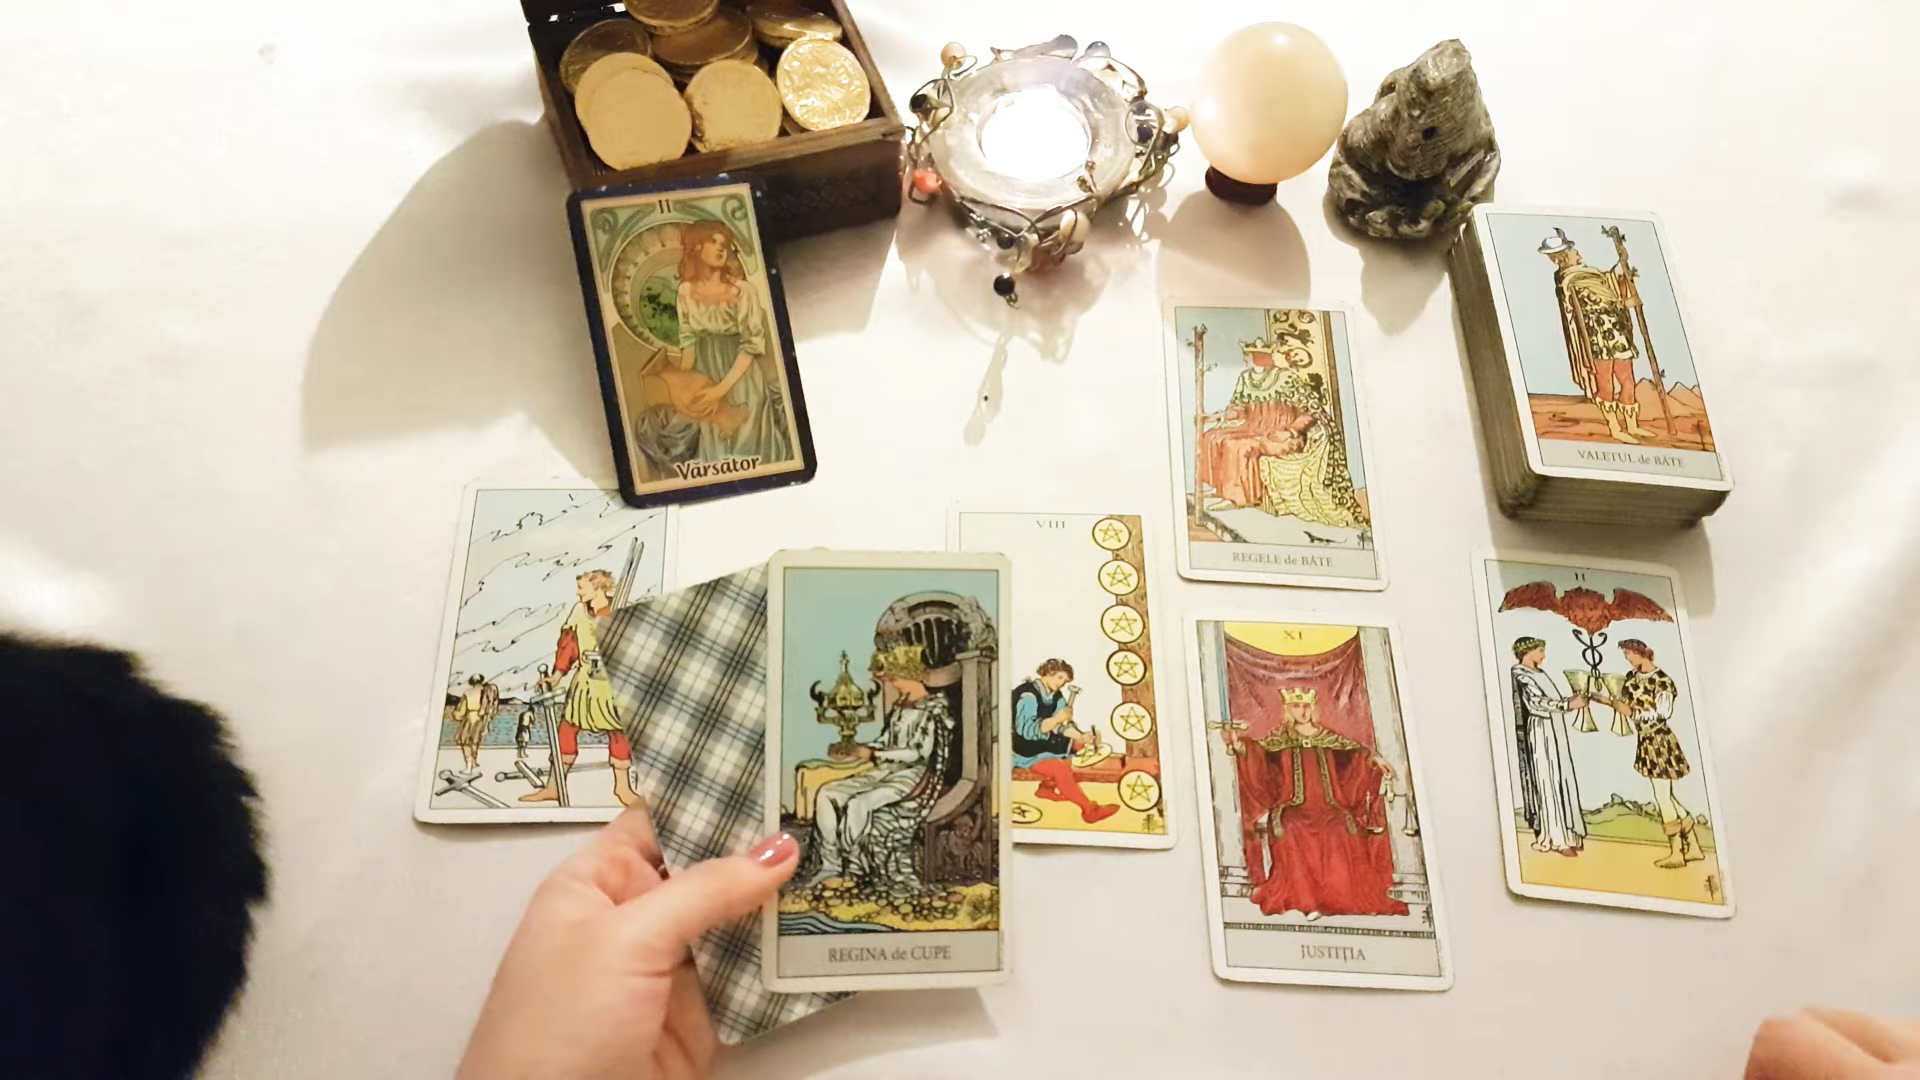 II
Vărsător
VALETUL de BÂTE
REGELE de BÂTE
V
VIII
II
XI
REGINA de CUPE
JUSTIȚIA